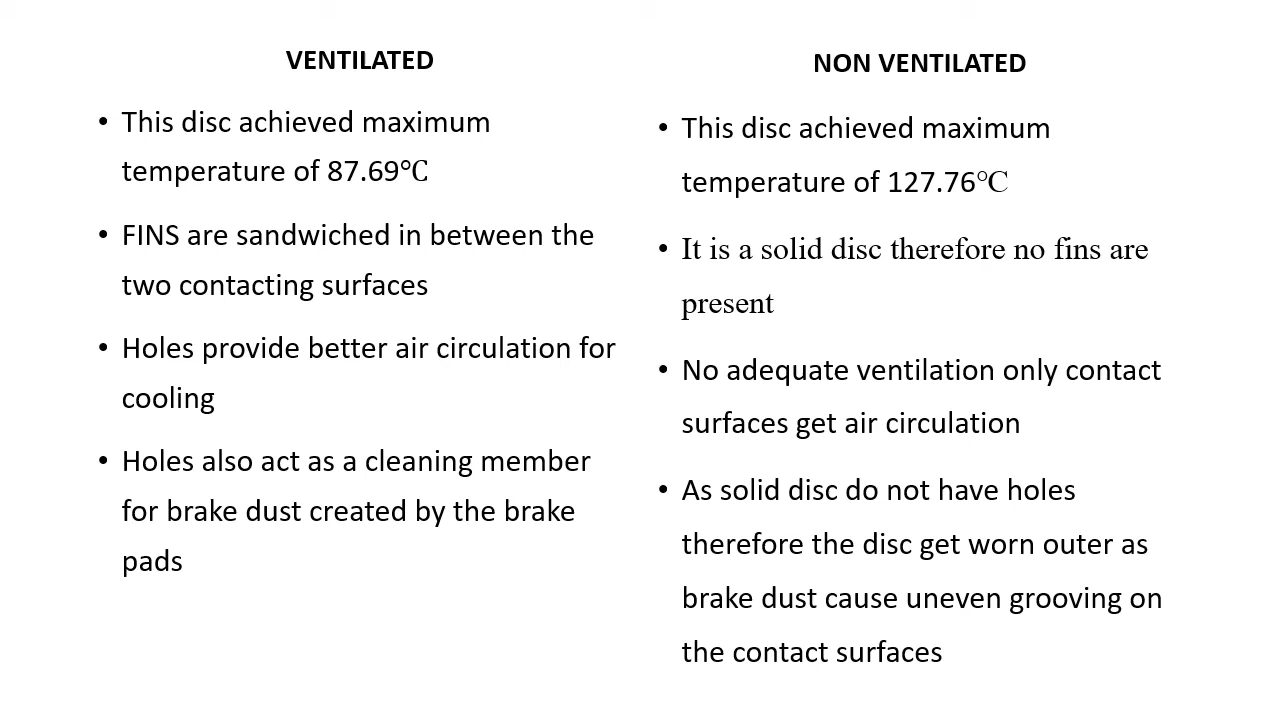 VENTILATED
• This disc achieved maximum
temperature of 87.69°C
• FINS are sandwiched in between the
two contacting surfaces
• Holes provide better air circulation for
cooling
• Holes also act as a cleaning member
for brake dust created by the brake
pads
NON VENTILATED
• This disc achieved maximum
temperature of 127.76°C
• It is a solid disc therefore no fins are
present
• No adequate ventilation only contact
surfaces get air circulation
• As solid disc do not have holes
therefore the disc get worn outer as
brake dust cause uneven grooving on
the contact surfaces